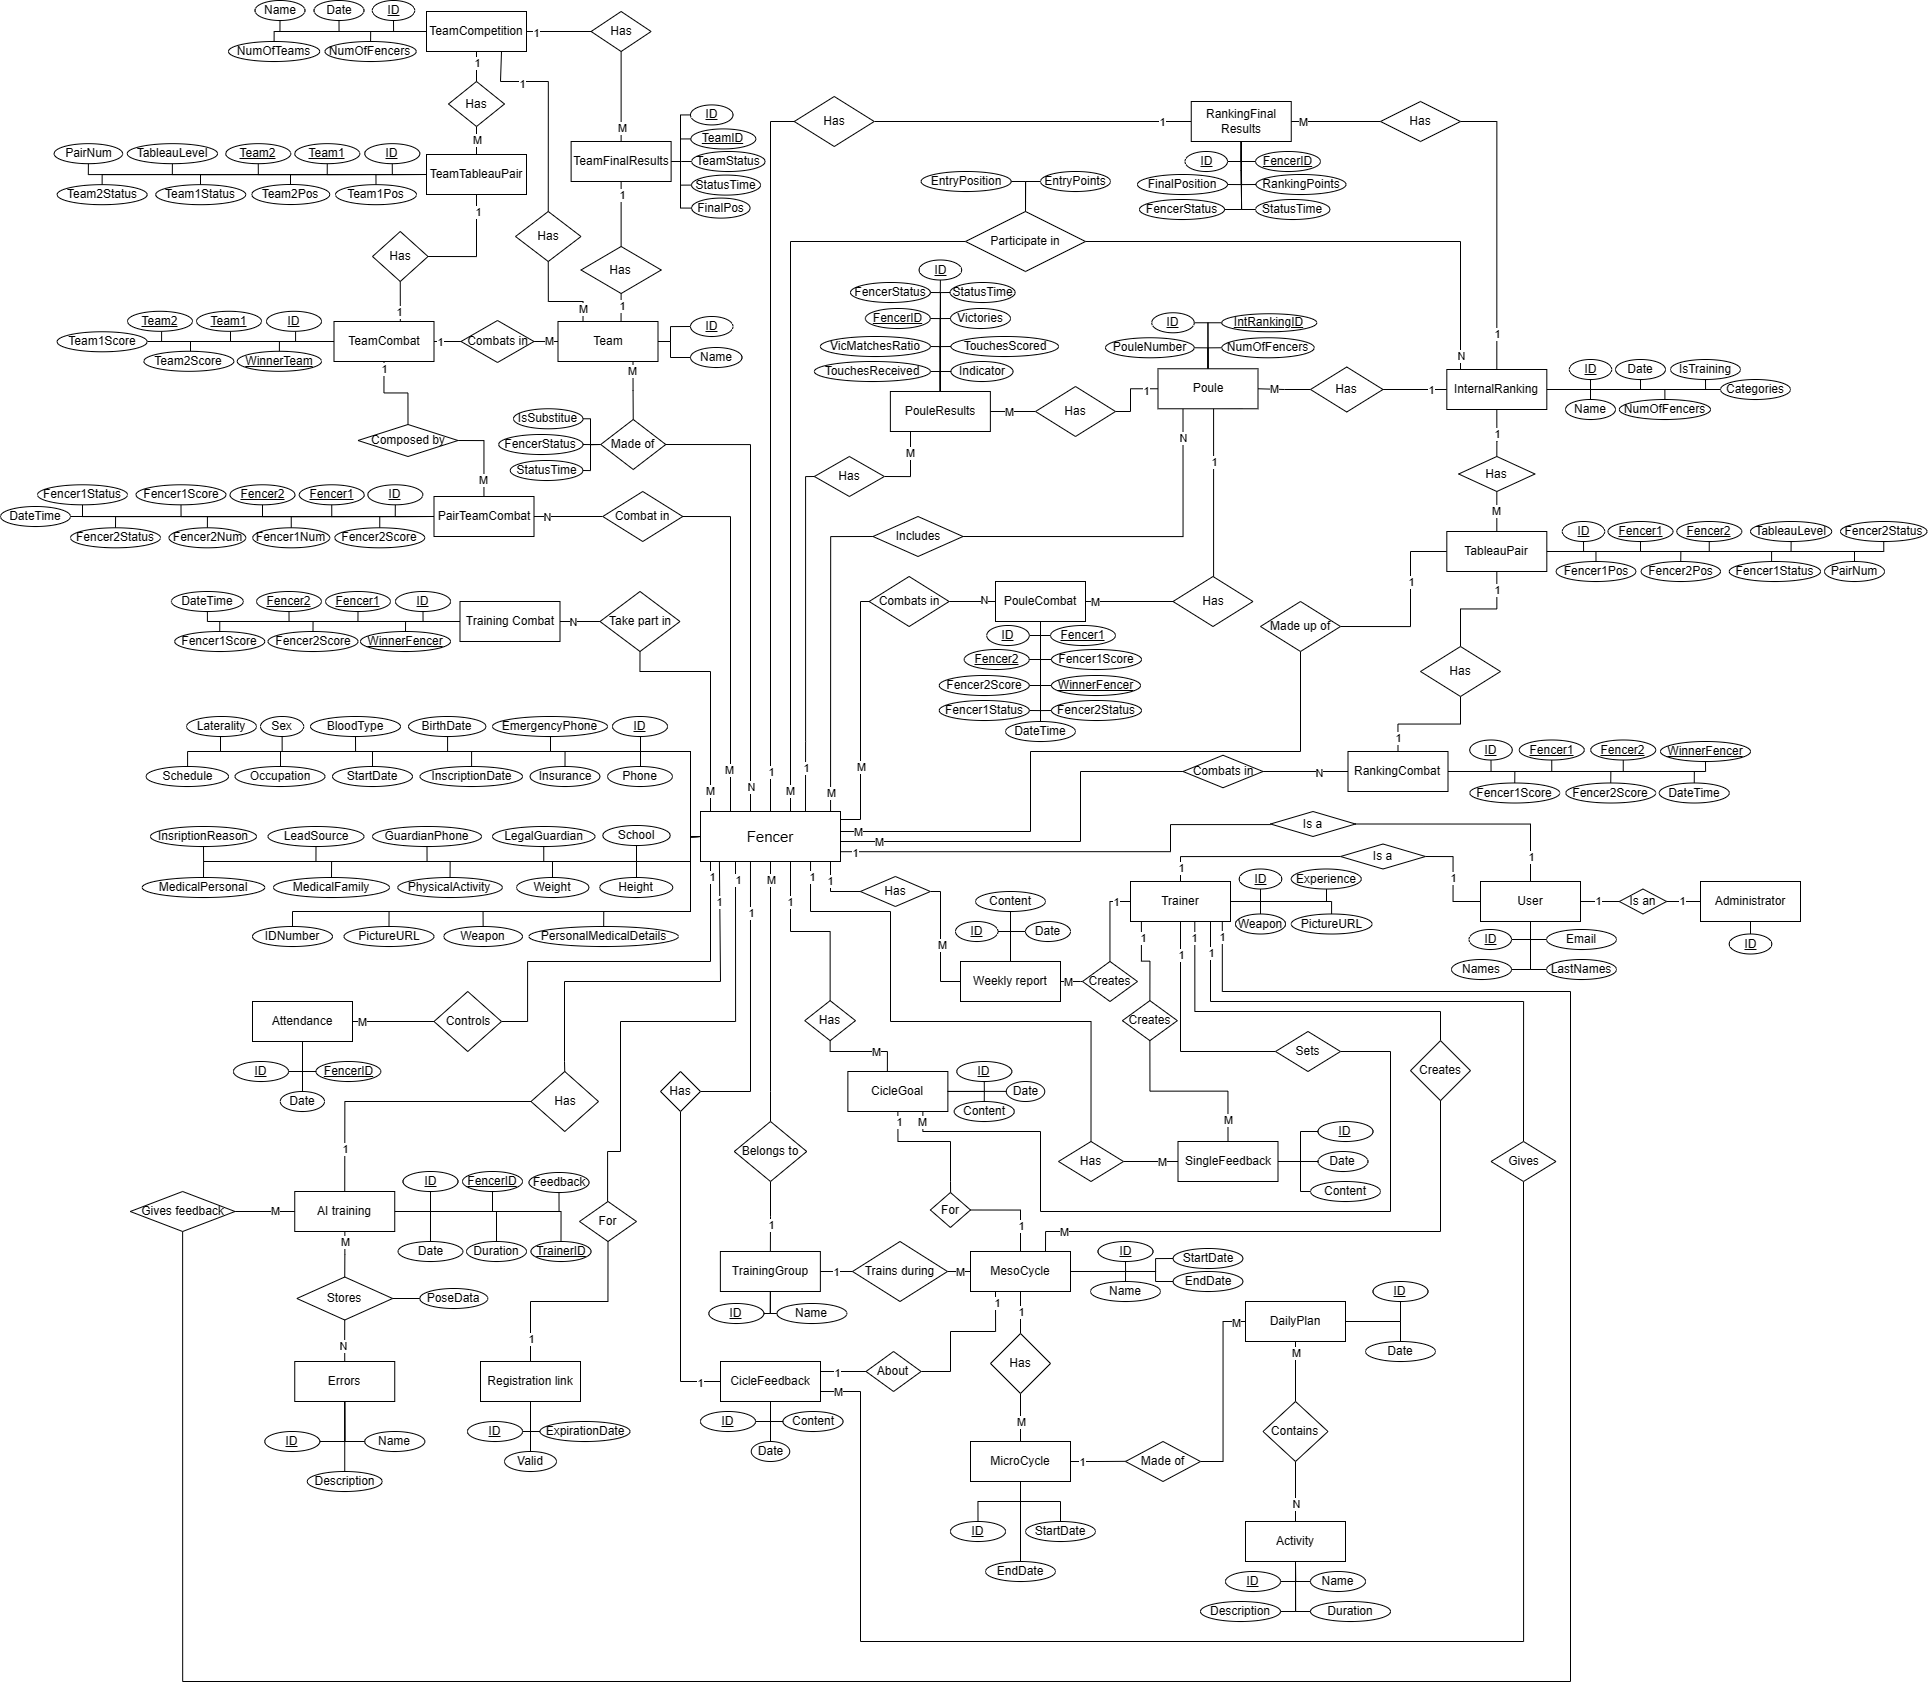 Name
Date
ID
NumOfTeams
NumOfFencers
TeamCompetition
1
Has
1
1
Has
M
M
PairNum
TableauLevel
Team2
Team1
ID
Team2Status
Team1Status
Team2Pos
Team1Pos
TeamTableauPair
1
Has
1
Has
M
TeamFinalResults
ID
TeamID
TeamStatus
StatusTime
FinalPos
1
Has
1
Team2
Team1
ID
Team1Score
Team2Score
WinnerTeam
TeamCombat
1
Combats in
M
Team
ID
Name
1
Composed by
M
M
Made of
IsSubstitue
FencerStatus
StatusTime
N
Fencer1Status
Fencer1Score
Fencer2
Fencer1
ID
DateTime
Fencer2Status
Fencer2Num
Fencer1Num
Fencer2Score
PairTeamCombat
N
Combat in
M
DateTime
Fencer2
Fencer1
ID
Fencer1Score
Fencer2Score
WinnerFencer
Training Combat
N
Take part in
M
Has
1
1
RankingFinal
Results
M
Has
1
ID
FencerID
FinalPosition
RankingPoints
FencerStatus
StatusTime
EntryPosition
EntryPoints
Participate in
M
N
ID
FencerStatus
StatusTime
FencerID
Victories
VicMatchesRatio
TouchesScored
TouchesReceived
Indicator
PouleResults
M
Has
1
M
Has
1
ID
IntRankingID
PouleNumber
NumOfFencers
Poule
M
Has
1
InternalRanking
ID
Date
IsTraining
Name
NumOfFencers
Categories
N
Includes
M
1
Has
M
PouleCombat
N
Combats in
M
ID
Fencer1
Fencer2
Fencer1Score
Fencer2Score
WinnerFencer
Fencer1Status
Fencer2Status
DateTime
1
Has
M
TableauPair
ID
Fencer1
Fencer2
TableauLevel
Fencer2Status
Fencer1Pos
Fencer2Pos
Fencer1Status
PairNum
1
Made up of
M
1
Has
1
RankingCombat
N
Combats in
M
ID
Fencer1
Fencer2
WinnerFencer
Fencer1Score
Fencer2Score
DateTime
Laterality
Sex
BloodType
BirthDate
EmergencyPhone
ID
Schedule
Occupation
StartDate
InscriptionDate
Insurance
Phone
InsriptionReason
LeadSource
GuardianPhone
LegalGuardian
School
MedicalPersonal
MedicalFamily
PhysicalActivity
Weight
Height
IDNumber
PictureURL
Weapon
PersonalMedicalDetails
Fencer
1
Is a
1
1
Is a
1
Trainer
ID
Experience
Weapon
PictureURL
User
1
Is an
1
Administrator
ID
ID
Email
Names
LastNames
1
Has
M
Content
ID
Date
Weekly report
M
Creates
1
1
Controls
M
Attendance
ID
FencerID
Date
1
Has
1
AI training
ID
FencerID
Feedback
Date
Duration
TrainerID
M
Gives feedback
1
M
Stores
PoseData
N
Errors
ID
Name
Description
1
For
1
Registration link
ID
ExpirationDate
Valid
1
Has
1
CicleFeedback
ID
Content
Date
1
About
1
M
Gives
1
M
Belongs to
1
TrainingGroup
ID
Name
1
Trains during
M
MesoCycle
ID
StartDate
EndDate
Name
1
Has
M
CicleGoal
ID
Date
Content
1
For
1
M
Sets
1
1
Has
M
SingleFeedback
ID
Date
Content
1
Creates
M
1
Creates
M
1
Has
M
MicroCycle
ID
StartDate
EndDate
1
Made of
M
DailyPlan
ID
Date
M
Contains
N
Activity
ID
Name
Description
Duration